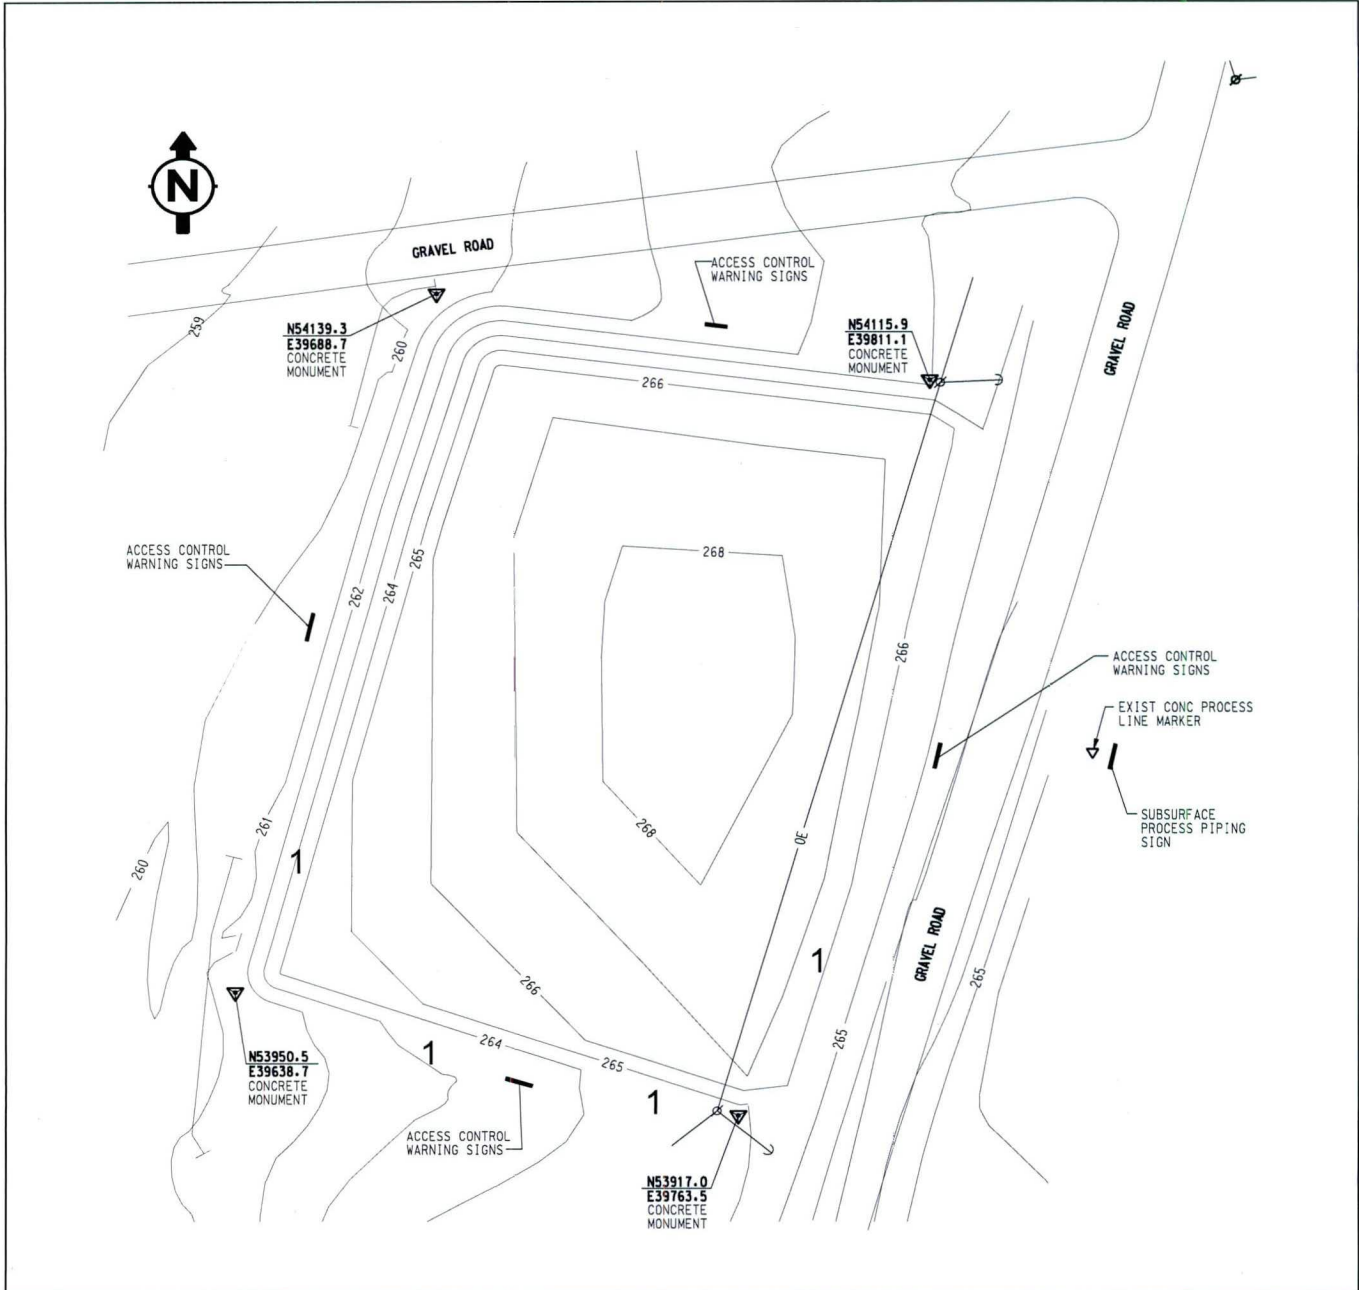 N
GRAVEL ROAD
ACCESS CONTROL
WARNING SIGNS
259
N54139.3
E39688.7
CONCRETE
MONUMENT
260
N54115.9
E39811.1
CONCRETE
MONUMENT
GRAVEL ROAD
266
ACCESS CONTROL
WARNING SIGNS
265
264
262
268
266
ACCESS CONTROL
WARNING SIGNS
EXIST CONC PROCESS
LINE MARKER
SUBSURFACE
PROCESS PIPING
SIGN
261
268
OE
260
1
1
GRAVEL ROAD
265
266
265
1
264
265
1
N53950.5
E39638.7
CONCRETE
MONUMENT
ACCESS CONTROL
WARNING SIGNS
N53917.0
E39763.5
CONCRETE
MONUMENT